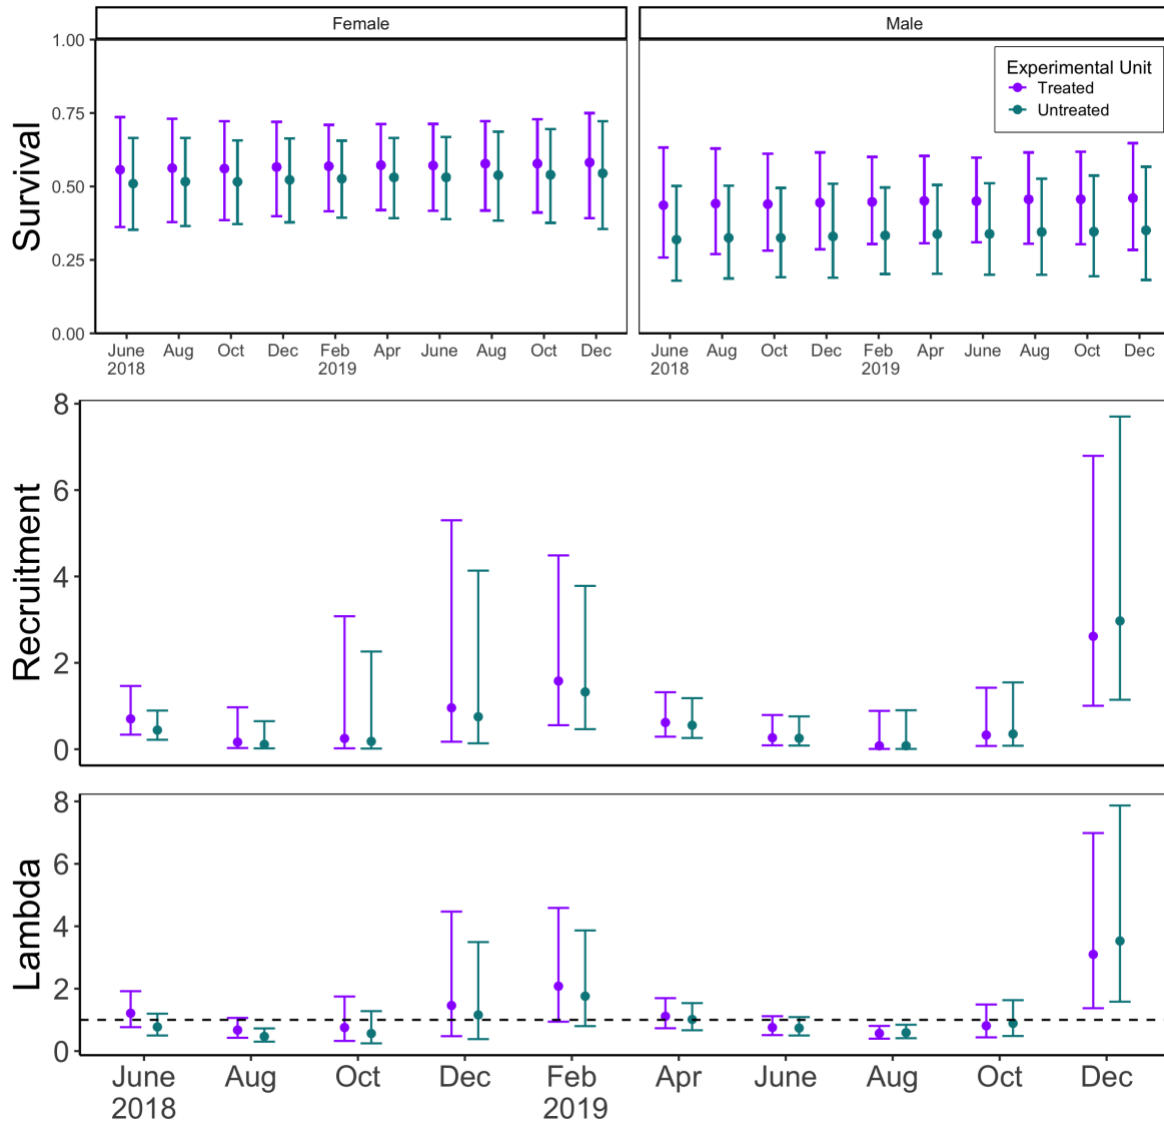 Female
Male
Survival
1.00
0.75
0.50
0.25
0.00
Experimental Unit
Treated
Untreated
June Aug Oct Dec Feb Apr June Aug Oct Dec
2018 2019
June Aug Oct Dec Feb Apr June Aug Oct Dec
2018 2019
Recruitment
8
6
4
2
0
Lambda
8
6
4
2
0
June Aug Oct Dec Feb Apr June Aug Oct Dec
2018 2019